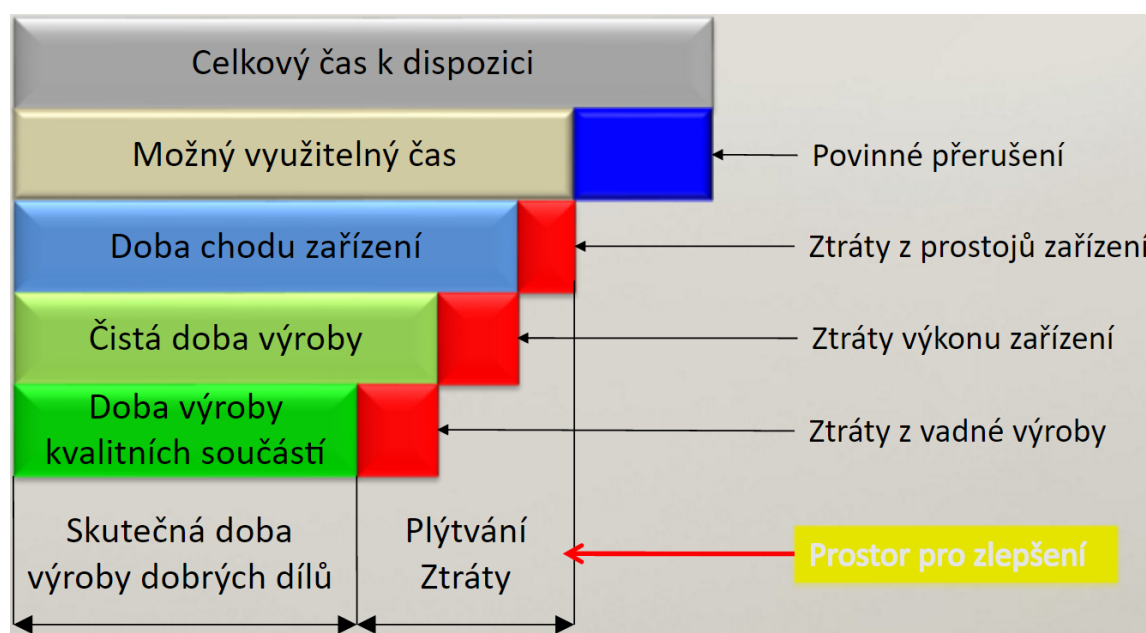 Celkový čas k dispozici
Možný využitelný čas
Povinné přerušení
Doba chodu zařízení
Ztráty z prostojů zařízení
Čistá doba výroby
Ztráty výkonu zařízení
Doba výroby
kvalitních součástí
Ztráty z vadné výroby
Skutečná doba
výroby dobrých dílů
Plýtvání
Ztráty
Prostor pro zlepšení